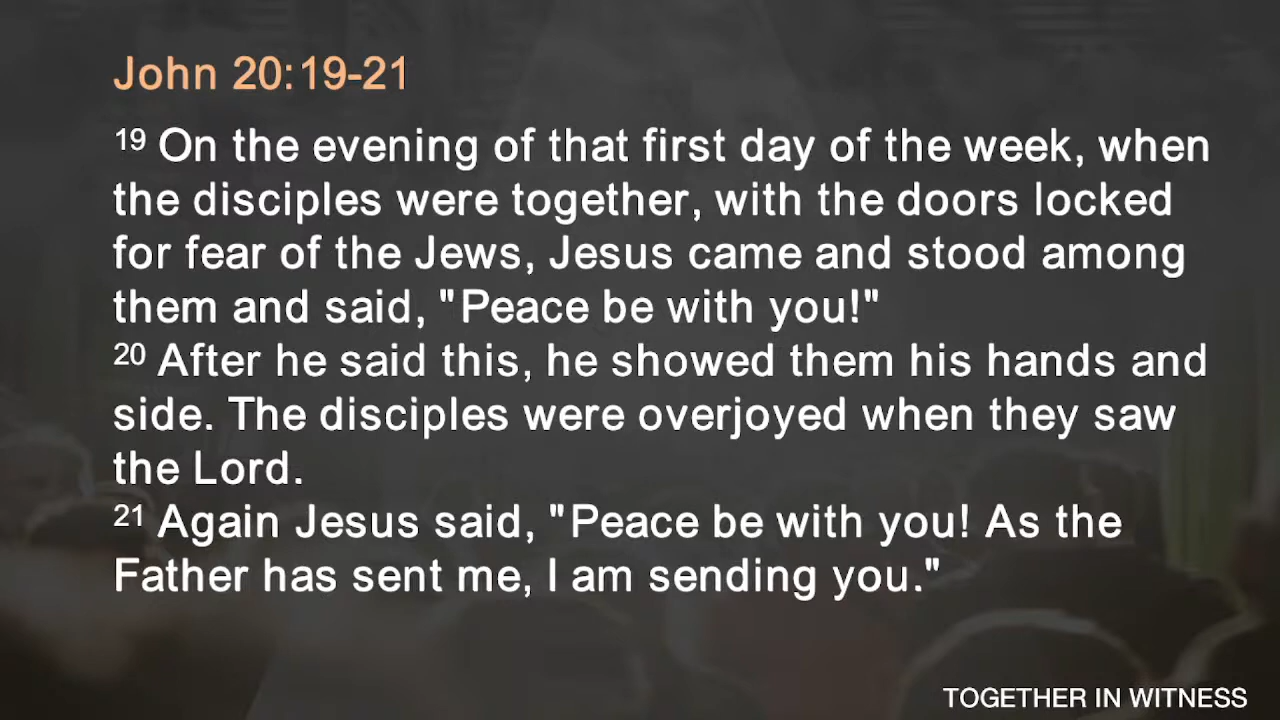 John 20:19-21
19 On the evening of that first day of the week, when
the disciples were together, with the doors locked
for fear of the Jews, Jesus came and stood among
them and said, "Peace be with you!"
20 After he said this, he showed them his hands and
side. The disciples were overjoyed when they saw
the Lord.
21 Again Jesus said, "Peace be with you! As the
Father has sent me, I am sending you."
TOGETHER IN WITNESS